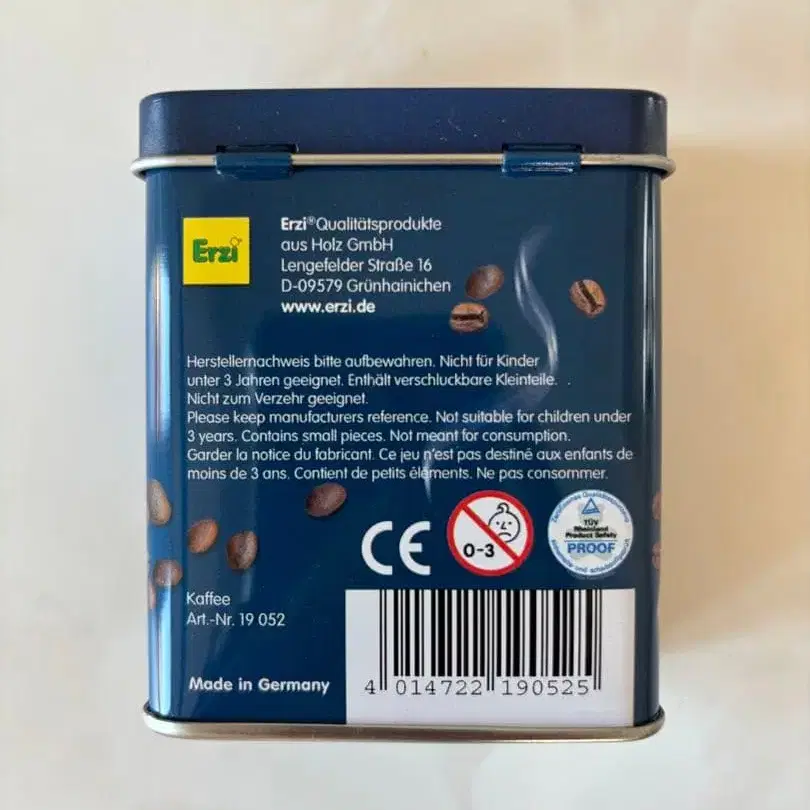 Erzi
Erzi® Qualitätsprodukte
aus Holz GmbH
Lengefelder Straße 16
D-09579 Grünhainichen
www.erzi.de
Herstellernachweis bitte aufbewahren. Nicht für Kinder
unter 3 Jahren geeignet. Enthält verschluckbare Kleinteile.
Nicht zum Verzehr geeignet.
Please keep manufacturers reference. Not suitable for children under
3 years. Contains small pieces. Not meant for consumption.
Garder la notice du fabricant. Ce jeu n'est pas destiné aux enfants de
moins de 3 ans. Contient de petits éléments. Ne pas consommer.
CE
0-3
TÜV
Rheinland
Product Safety
PROOF
Kaffee
Art.-Nr. 19 052
Made in Germany
4 014722 190525